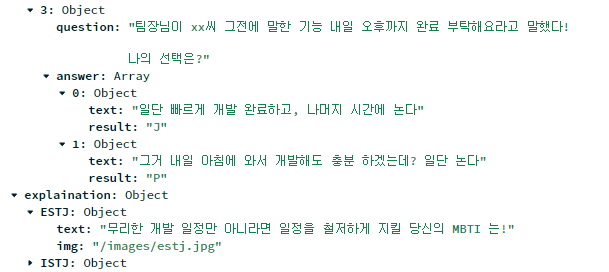 3: Object
question: "팀장님이 xx씨 그전에 말한 기능 내일 오후까지 완료 부탁해요라고 말했다!
나의 선택은?"
answer: Array
0: Object
text: "일단 빠르게 개발 완료하고, 나머지 시간에 논다"
result: "J"
1: Object
text: "그거 내일 아침에 와서 개발해도 충분 하겠는데? 일단 논다"
result: "P"
explaination: Object
ESTJ: Object
text: "무리한 개발 일정만 아니라면 일정을 철저하게 지킬 당신의 MBTI 는!"
img: "/images/estj.jpg"
ISTJ: Object